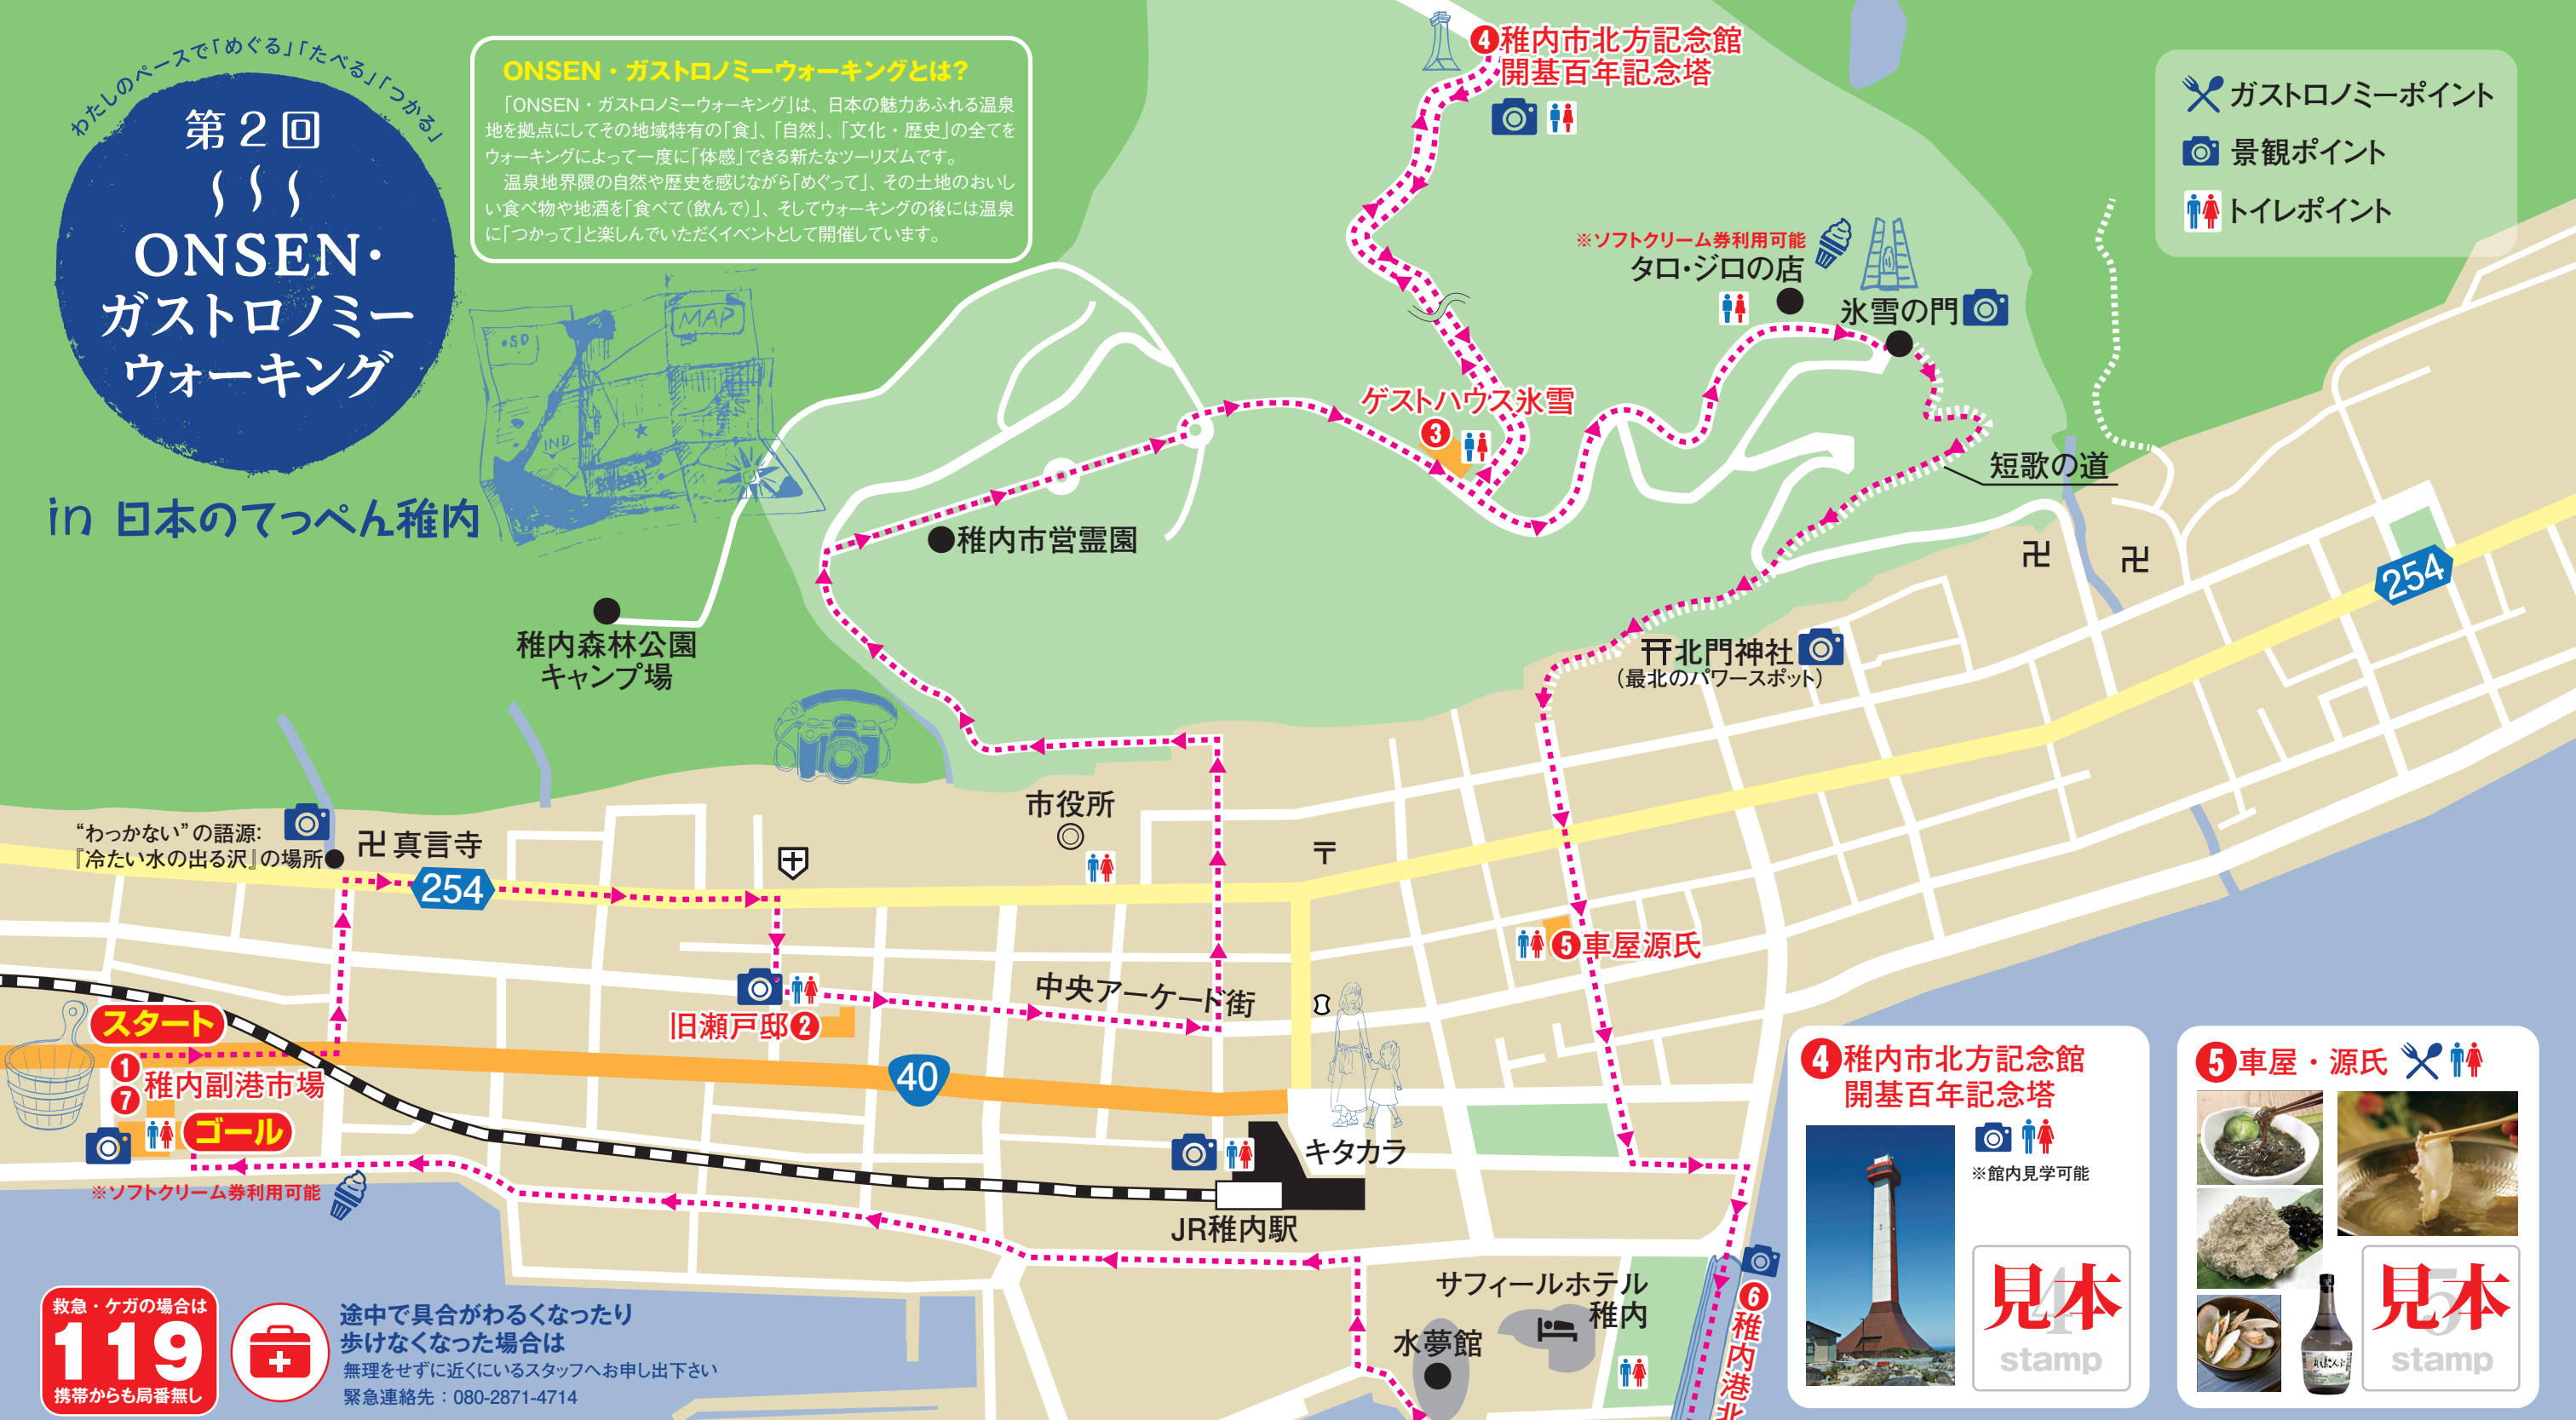 わたしのペースで「めぐる」「たべる」「つかる」
第2回
ONSEN・
ガストロノミー
ウォーキング
in 日本のてっぺん稚内
ONSEN・ガストロノミーウォーキングとは?
「ONSEN・ガストロノミーウォーキング」は、日本の魅力あふれる温泉
地を拠点にしてその地域特有の「食」、「自然」、「文化・歴史」の全てを
ウォーキングによって一度に「体感」できる新たなツーリズムです。
温泉地界隈の自然や歴史を感じながら「めぐって」、その土地のおいし
い食べ物や地酒を「食べて(飲んで)」、そしてウォーキングの後には温泉
に「つかって」と楽しんでいただくイベントとして開催しています。
MAP
SD
IND
4 稚内市北方記念館
開基百年記念塔
ガストロノミーポイント
景観ポイント
トイレポイント
※ソフトクリーム券利用可能
タロ・ジロの店
氷雪の門
ゲストハウス氷雪
3
短歌の道
稚内市営霊園
稚内森林公園
キャンプ場
254
卍
卍
北門神社
(最北のパワースポット)
市役所
〒
"わっかない"の語源:
『冷たい水の出る沢』の場所
卍真言寺
254
5 車屋源氏
中央アーケード街
旧瀬戸邸2
スタート
1
7
稚内副港市場
ゴール
※ソフトクリーム券利用可能
40
キタカラ
JR稚内駅
サフィールホテル
稚内
水夢館
6 稚内港北
救急・ケガの場合は
119
携帯からも局番無し
途中で具合がわるくなったり
歩けなくなった場合は
無理をせずに近くにいるスタッフへお申し出下さい
緊急連絡先:080-2871-4714
4 稚内市北方記念館
開基百年記念塔
※館内見学可能
4
見本
stamp
5 車屋・源氏
5
見本
stamp